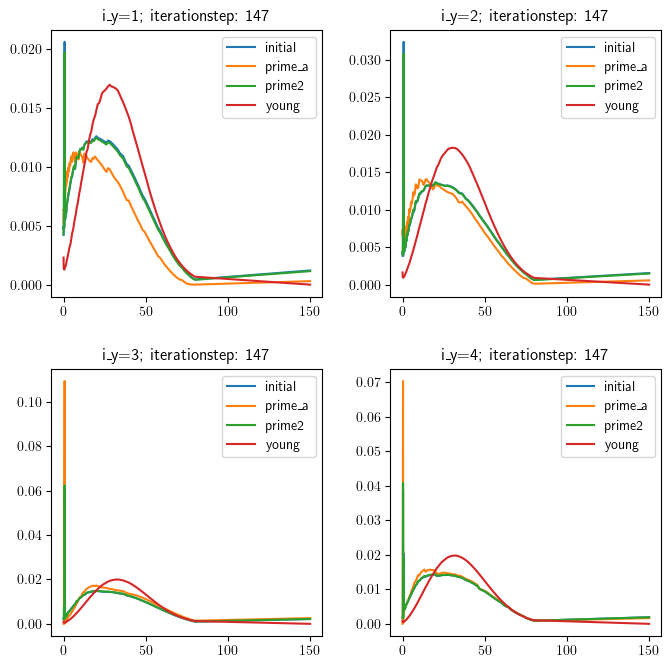 i_y=1; iterationstep: 147
0.020
0.015
0.010
0.005
0.000
0
50
100
150
initial
prime_a
prime2
young
i_y=2; iterationstep: 147
0.030
0.025
0.020
0.015
0.010
0.005
0.000
0
50
100
150
initial
prime_a
prime2
young
i_y=3; iterationstep: 147
0.10
0.08
0.06
0.04
0.02
0.00
0
50
100
150
initial
prime_a
prime2
young
i_y=4; iterationstep: 147
0.07
0.06
0.05
0.04
0.03
0.02
0.01
0.00
0
50
100
150
initial
prime_a
prime2
young